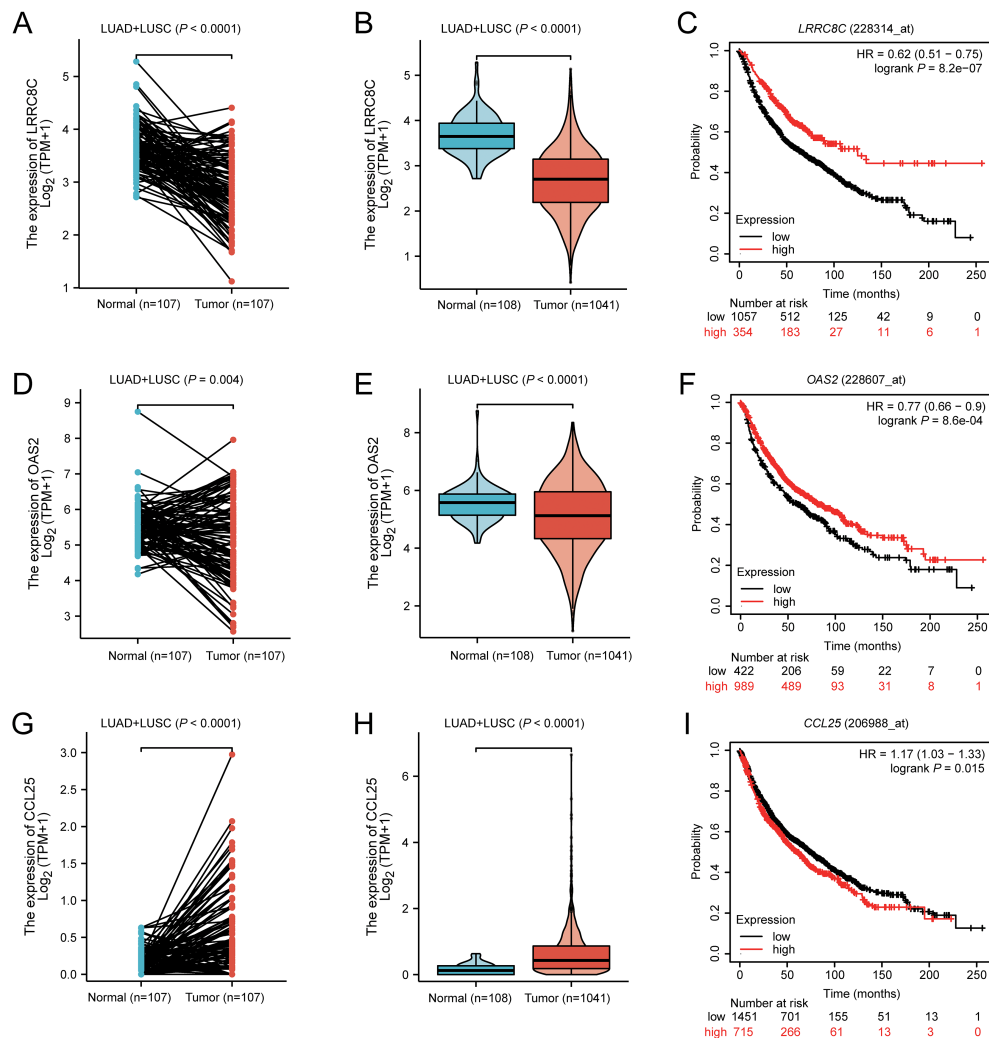 A
LUAD+LUSC (P < 0.0001)
The expression of LRRC8C
Log2 (TPM+1)
5
4
3
2
1
Normal (n=107) Tumor (n=107)
B
LUAD+LUSC (P < 0.0001)
The expression of LRRC8C
Log2 (TPM+1)
5
4
3
2
1
Normal (n=108) Tumor (n=1041)
C
LRRC8C (228314_at)
HR = 0.62 (0.51 − 0.75)
logrank P = 8.2e−07
Probability
1.0
0.8
0.6
0.4
0.2
0.0
Expression
low
high
0 50 100 150 200 250
Time (months)
Number at risk
low 1057 512 125 42 9 0
high 354 183 27 11 6 1
D
LUAD+LUSC (P = 0.004)
The expression of OAS2
Log2 (TPM+1)
9
8
7
6
5
4
3
Normal (n=107) Tumor (n=107)
E
LUAD+LUSC (P < 0.0001)
The expression of OAS2
Log2 (TPM+1)
8
6
4
2
Normal (n=108) Tumor (n=1041)
F
OAS2 (228607_at)
HR = 0.77 (0.66 − 0.9)
logrank P = 8.6e-04
Probability
1.0
0.8
0.6
0.4
0.2
0.0
Expression
low
high
0 50 100 150 200 250
Time (months)
Number at risk
low 422 206 59 22 7 0
high 989 489 93 31 8 1
G
LUAD+LUSC (P < 0.0001)
The expression of CCL25
Log2 (TPM+1)
3.0
2.5
2.0
1.5
1.0
0.5
0.0
Normal (n=107) Tumor (n=107)
H
LUAD+LUSC (P < 0.0001)
The expression of CCL25
Log2 (TPM+1)
6
4
2
0
Normal (n=108) Tumor (n=1041)
I
CCL25 (206988_at)
HR = 1.17 (1.03 − 1.33)
logrank P = 0.015
Probability
1.0
0.8
0.6
0.4
0.2
0.0
Expression
low
high
0 50 100 150 200 250
Time (months)
Number at risk
low 1451 701 155 51 13 1
high 715 266 61 13 3 0